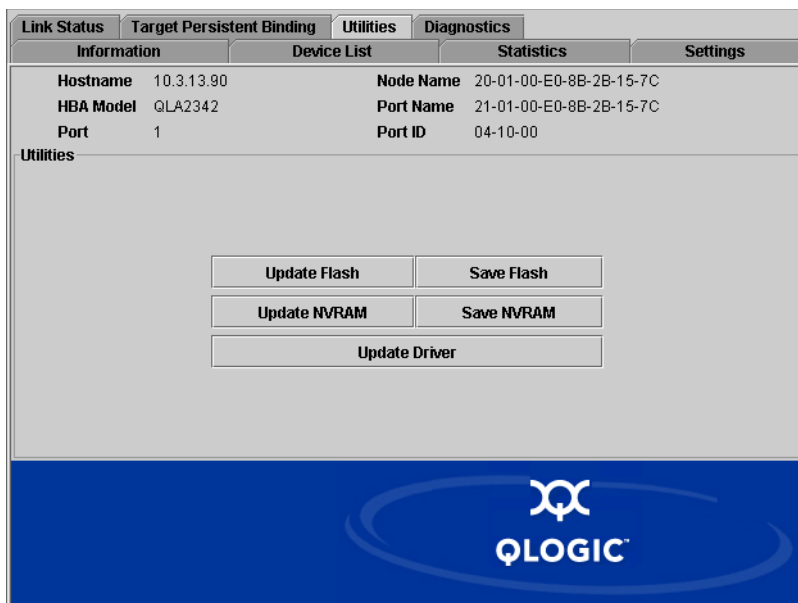 Link Status Target Persistent Binding Utilities Diagnostics
Information Device List Statistics Settings
Hostname 10.3.13.90 Node Name 20-01-00-E0-8B-2B-15-7C
HBA Model QLA2342 Port Name 21-01-00-E0-8B-2B-15-7C
Port 1 Port ID 04-10-00
Utilities
Update Flash Save Flash
Update NVRAM Save NVRAM
Update Driver
QLOGIC™